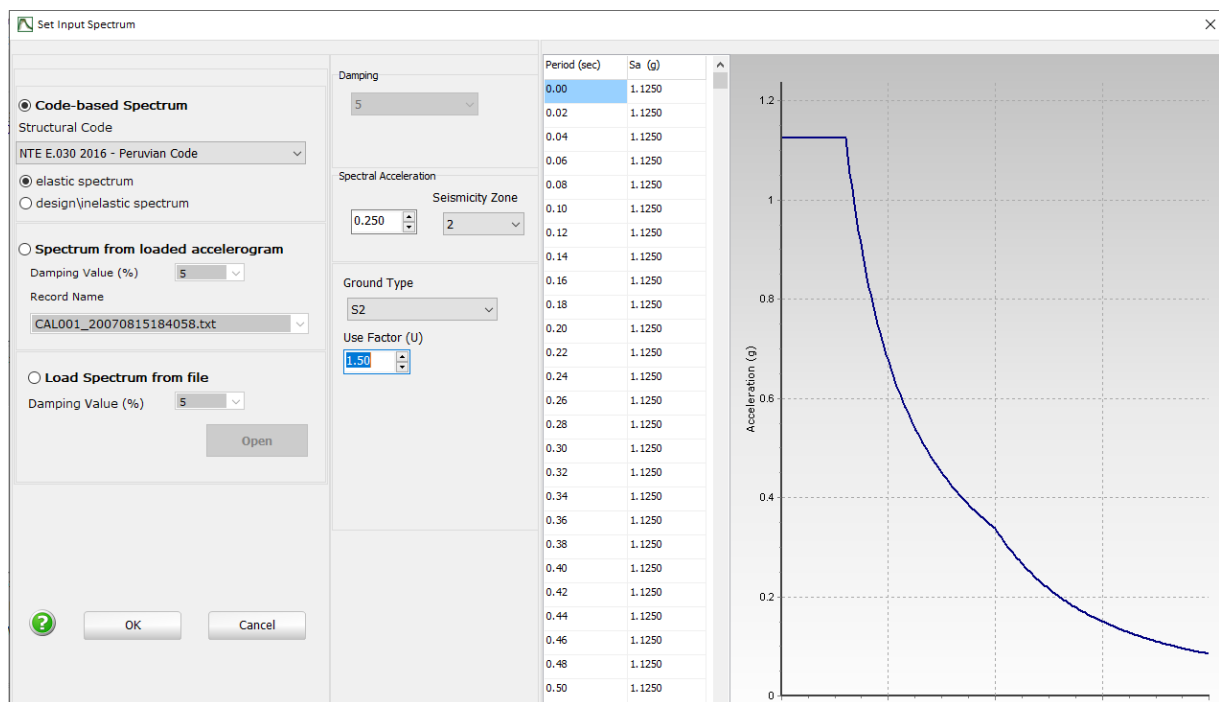 Set Input Spectrum
Code-based Spectrum
Structural Code
NTE E.030 2016 - Peruvian Code
elastic spectrum
design\inelastic spectrum
Spectrum from loaded accelerogram
Damping Value (%) 5
Record Name
CAL001_20070815184058.txt
Load Spectrum from file
Damping Value (%) 5
Open
OK Cancel
Damping
5
Spectral Acceleration
Seismicity Zone
0.250 2
Ground Type
S2
Use Factor (U)
1.50
Period (sec) Sa (g)
0.00 1.1250
0.02 1.1250
0.04 1.1250
0.06 1.1250
0.08 1.1250
0.10 1.1250
0.12 1.1250
0.14 1.1250
0.16 1.1250
0.18 1.1250
0.20 1.1250
0.22 1.1250
0.24 1.1250
0.26 1.1250
0.28 1.1250
0.30 1.1250
0.32 1.1250
0.34 1.1250
0.36 1.1250
0.38 1.1250
0.40 1.1250
0.42 1.1250
0.44 1.1250
0.46 1.1250
0.48 1.1250
0.50 1.1250
Acceleration (g)
1.2
1
0.8
0.6
0.4
0.2
0